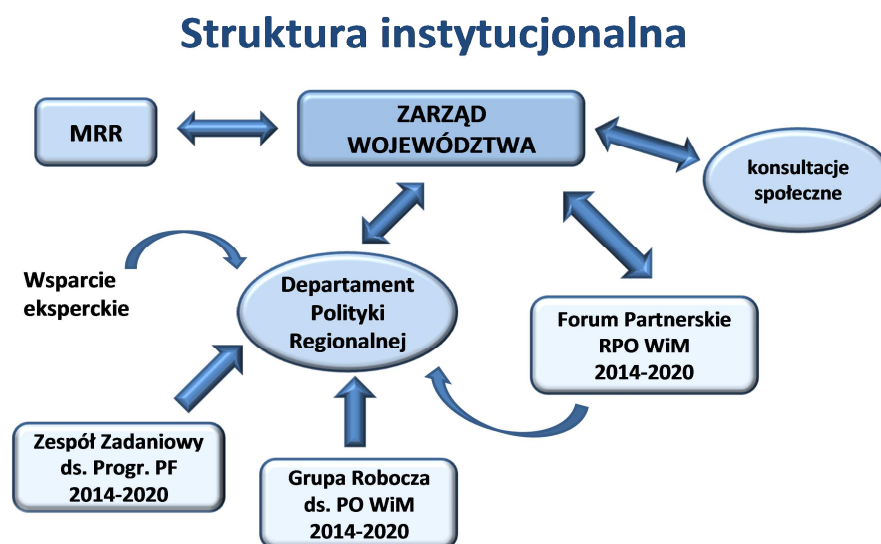 Struktura instytucjonalna
MRR
ZARZĄD
WOJEWÓDZTWA
konsultacje
społeczne
Wsparcie
eksperckie
Departament
Polityki
Regionalnej
Forum Partnerskie
RPO WiM
2014-2020
Zespół Zadaniowy
ds. Progr. PF
2014-2020
Grupa Robocza
ds. PO WiM
2014-2020